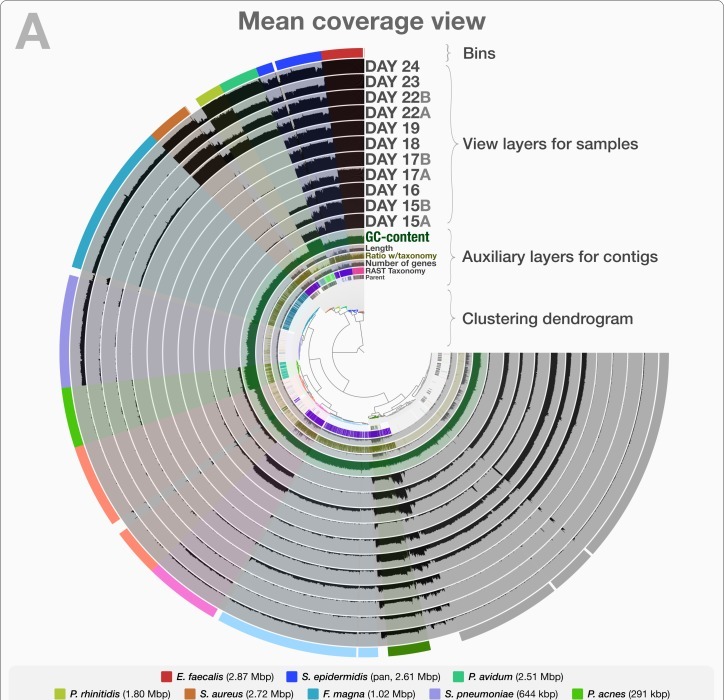 A
Mean coverage view
Bins
DAY 24
DAY 23
DAY 22B
DAY 22A
DAY 19
DAY 18
DAY 17B
DAY 17A
DAY 16
DAY 15B
DAY 15A
View layers for samples
GC-content
Length
Ratio w/taxonomy
Number of genes
RAST Taxonomy
Parent
Auxiliary layers for contigs
Clustering dendrogram
E. faecalis (2.87 Mbp) S. epidermidis (pan, 2.61 Mbp) P. avidum (2.51 Mbp)
P. rhinitidis (1.80 Mbp) S. aureus (2.72 Mbp) F. magna (1.02 Mbp) S. pneumoniae (644 kbp) P. acnes (291 kbp)